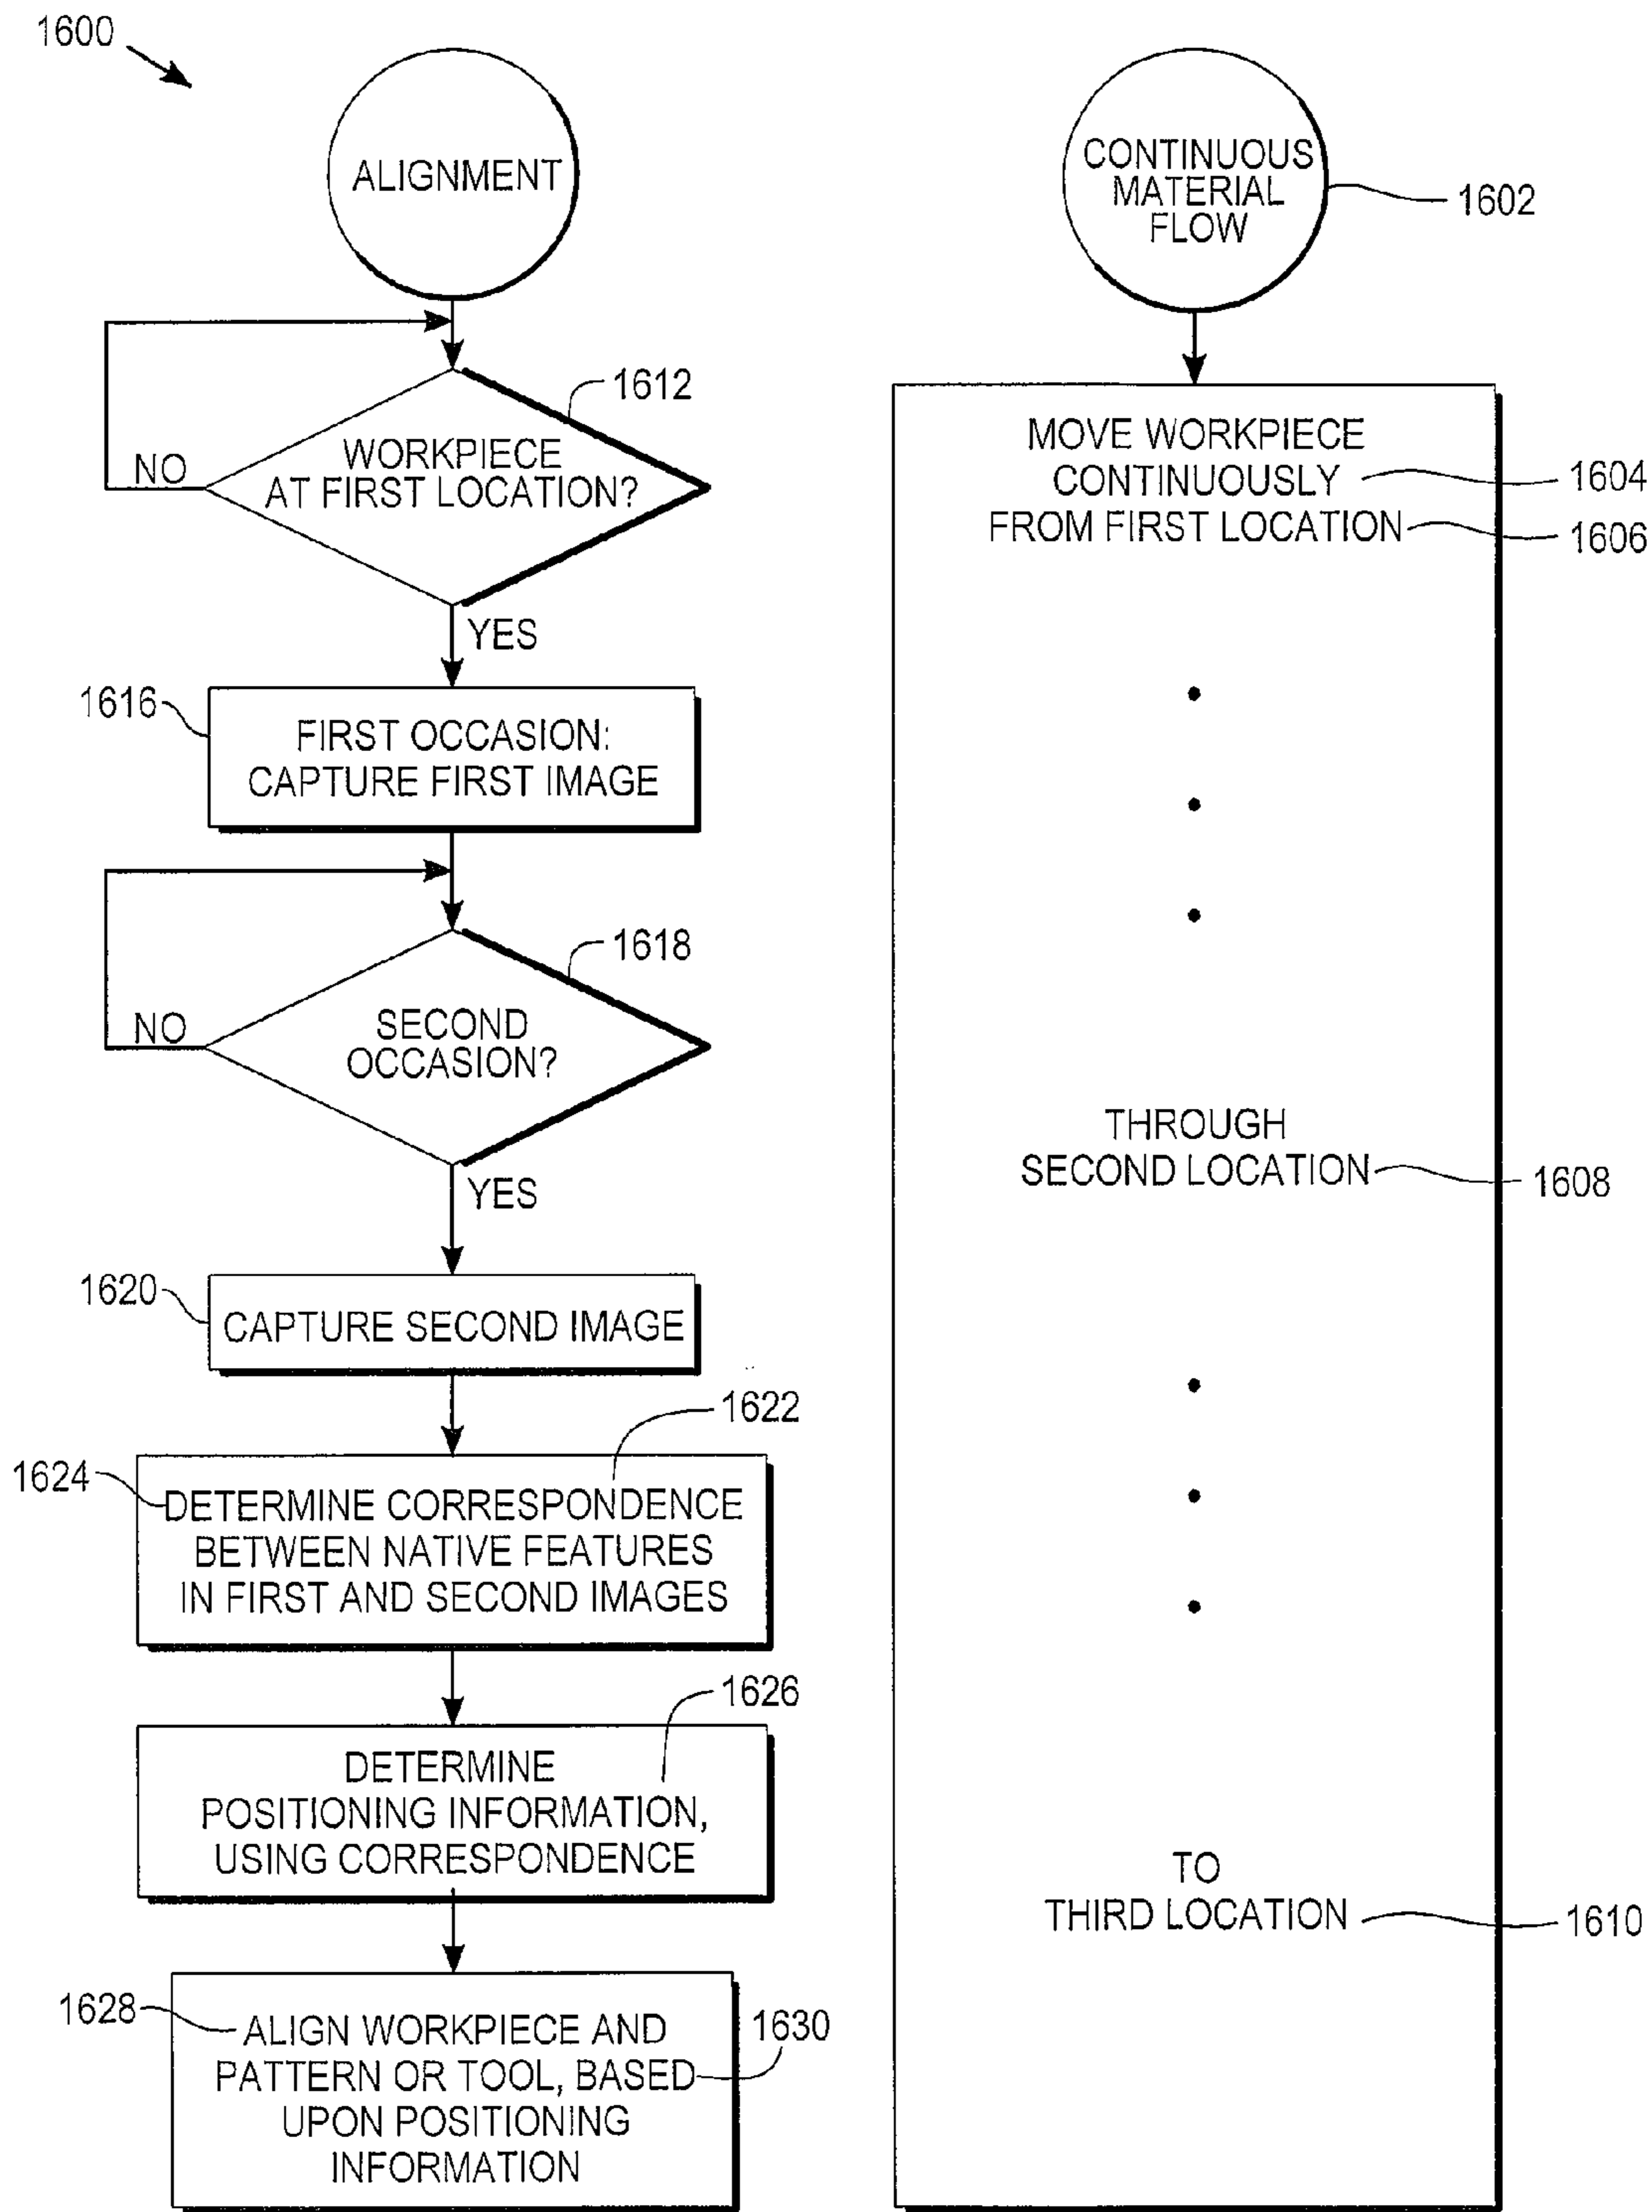 1600
ALIGNMENT
1612
WORKPIECE
AT FIRST LOCATION?
NO
YES
1616
FIRST OCCASION:
CAPTURE FIRST IMAGE
1618
SECOND
OCCASION?
NO
YES
1620
CAPTURE SECOND IMAGE
1622
1624
DETERMINE CORRESPONDENCE
BETWEEN NATIVE FEATURES
IN FIRST AND SECOND IMAGES
1626
DETERMINE
POSITIONING INFORMATION,
USING CORRESPONDENCE
1628
1630
ALIGN WORKPIECE AND
PATTERN OR TOOL, BASED
UPON POSITIONING
INFORMATION
CONTINUOUS
MATERIAL
FLOW
1602
MOVE WORKPIECE
CONTINUOUSLY
1604
FROM FIRST LOCATION
1606
THROUGH
SECOND LOCATION
1608
TO
THIRD LOCATION
1610